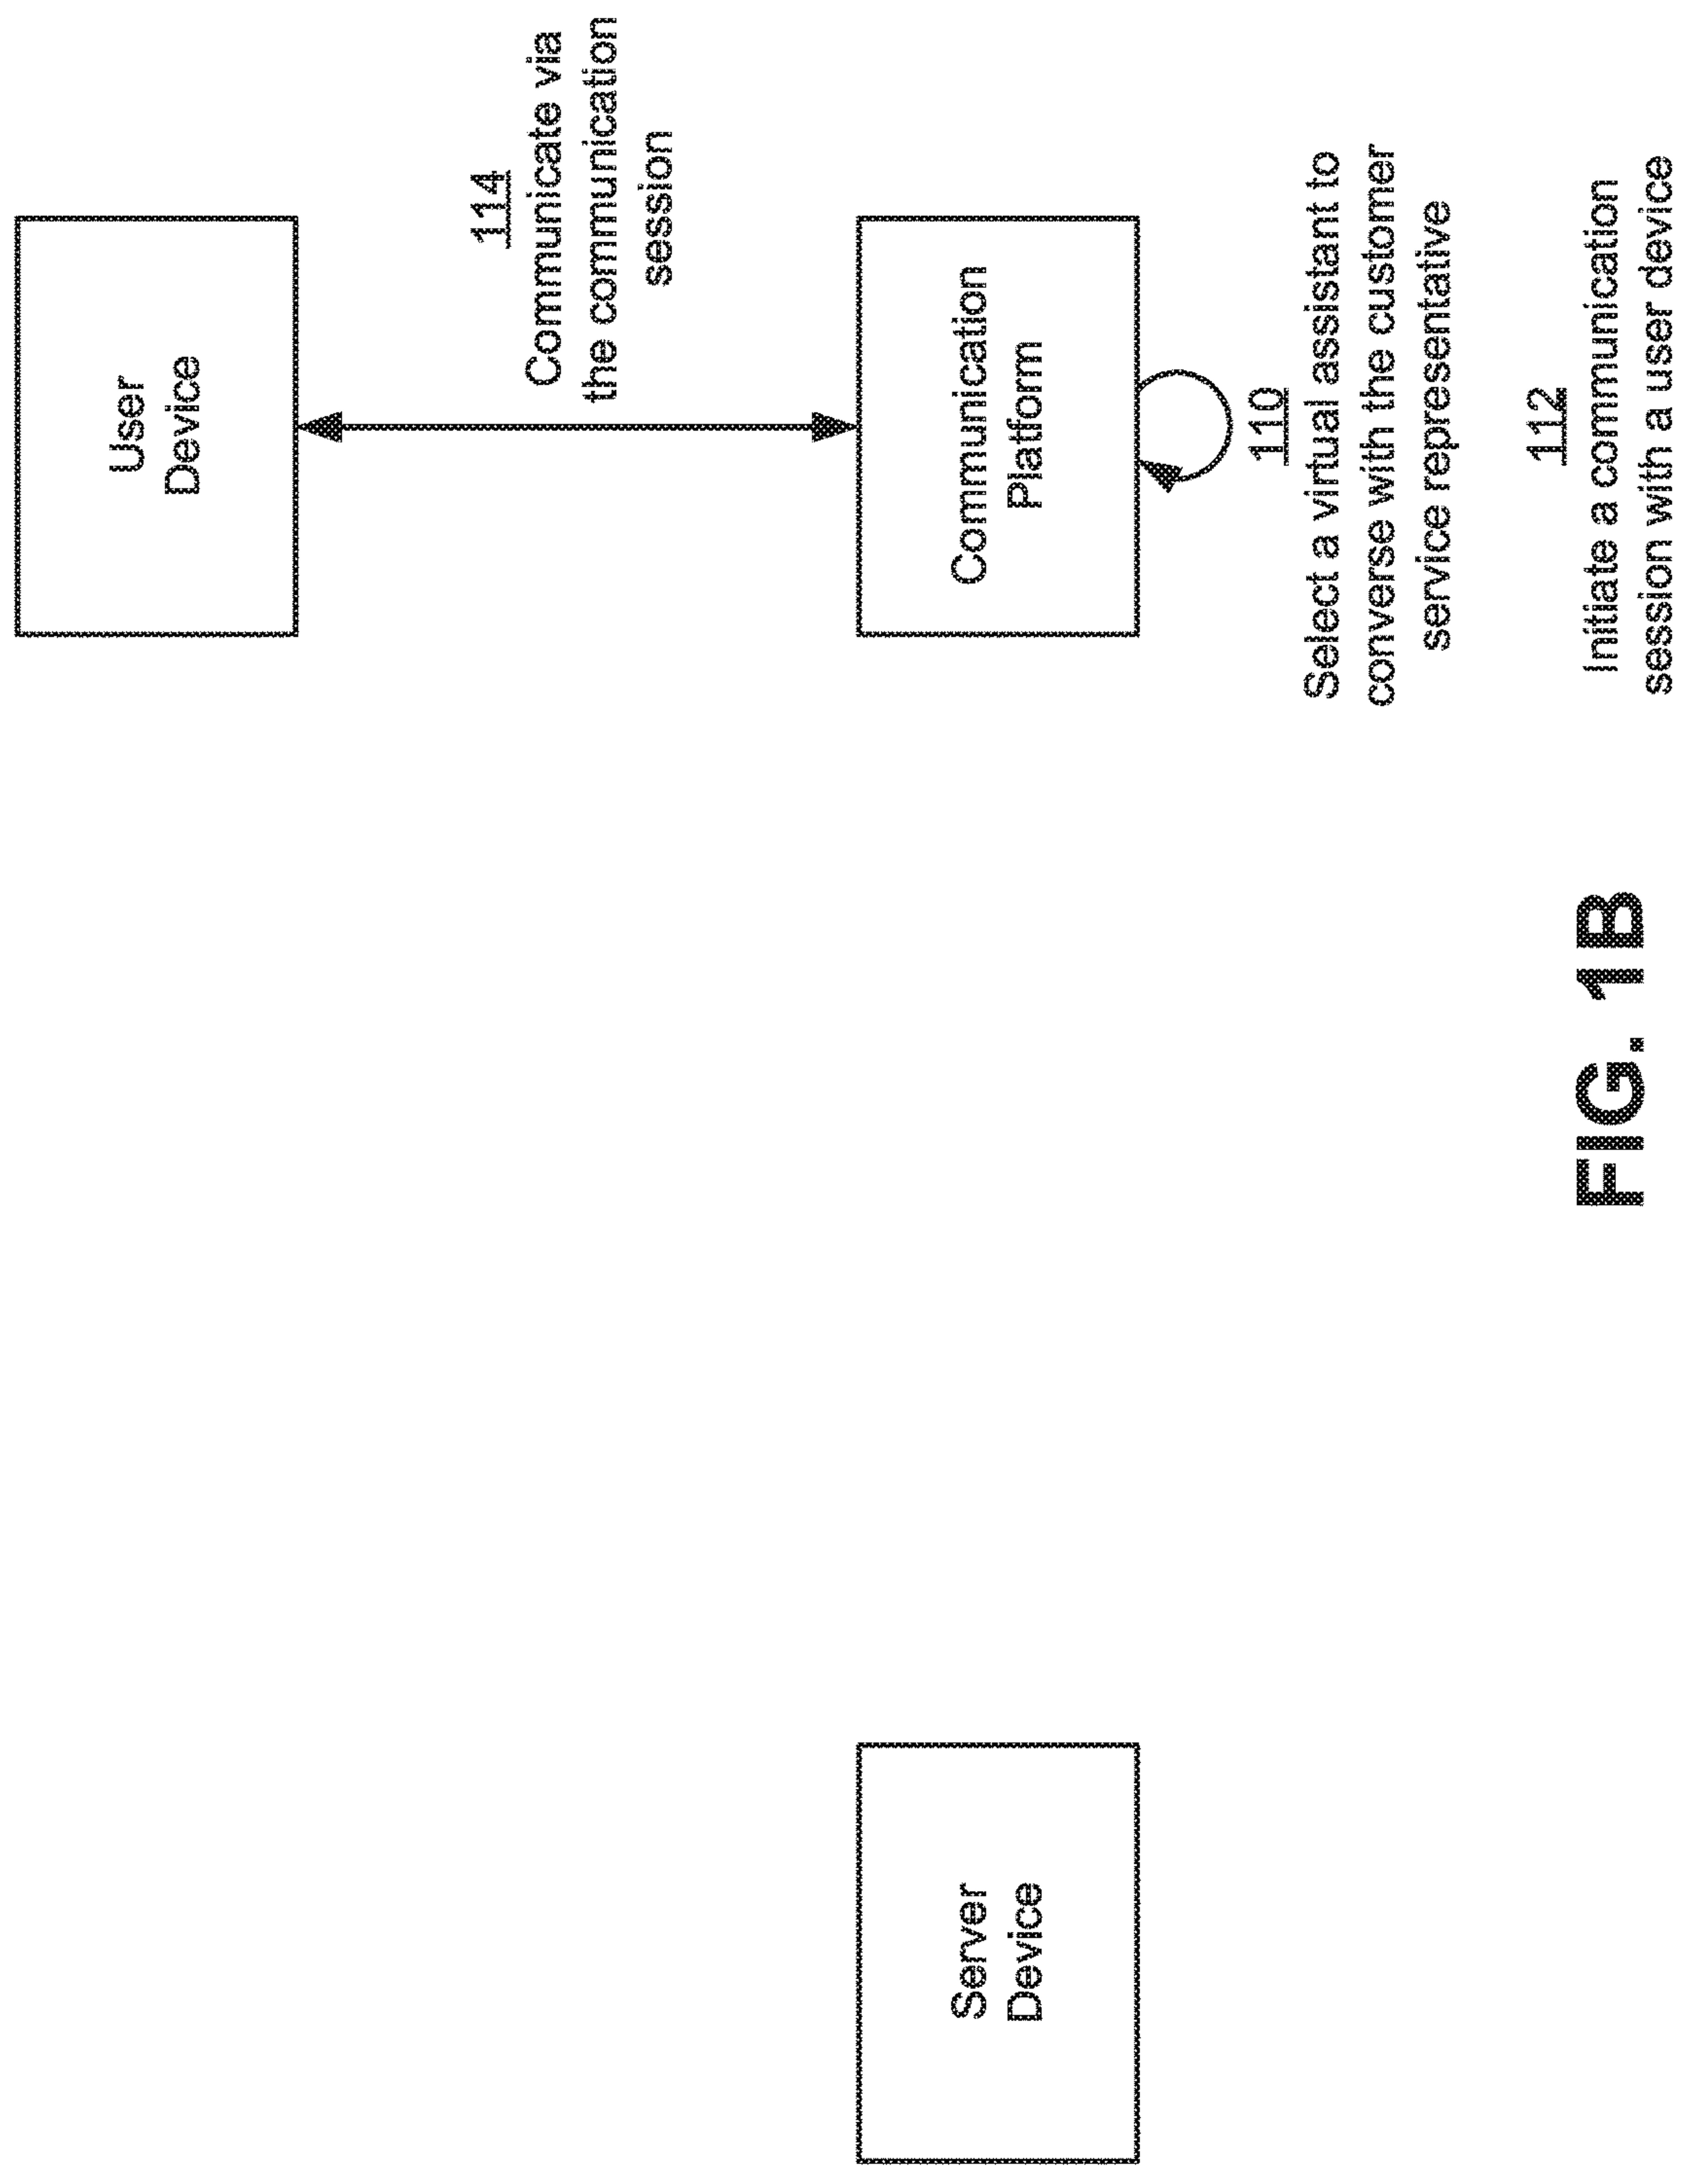 User
Device
114
Communicate via
the communication
session
Server
Device
Communication
Platform
110
Select a virtual assistant to
converse with the customer
service representative
112
Initiate a communication
session with a user device
FIG. 1B